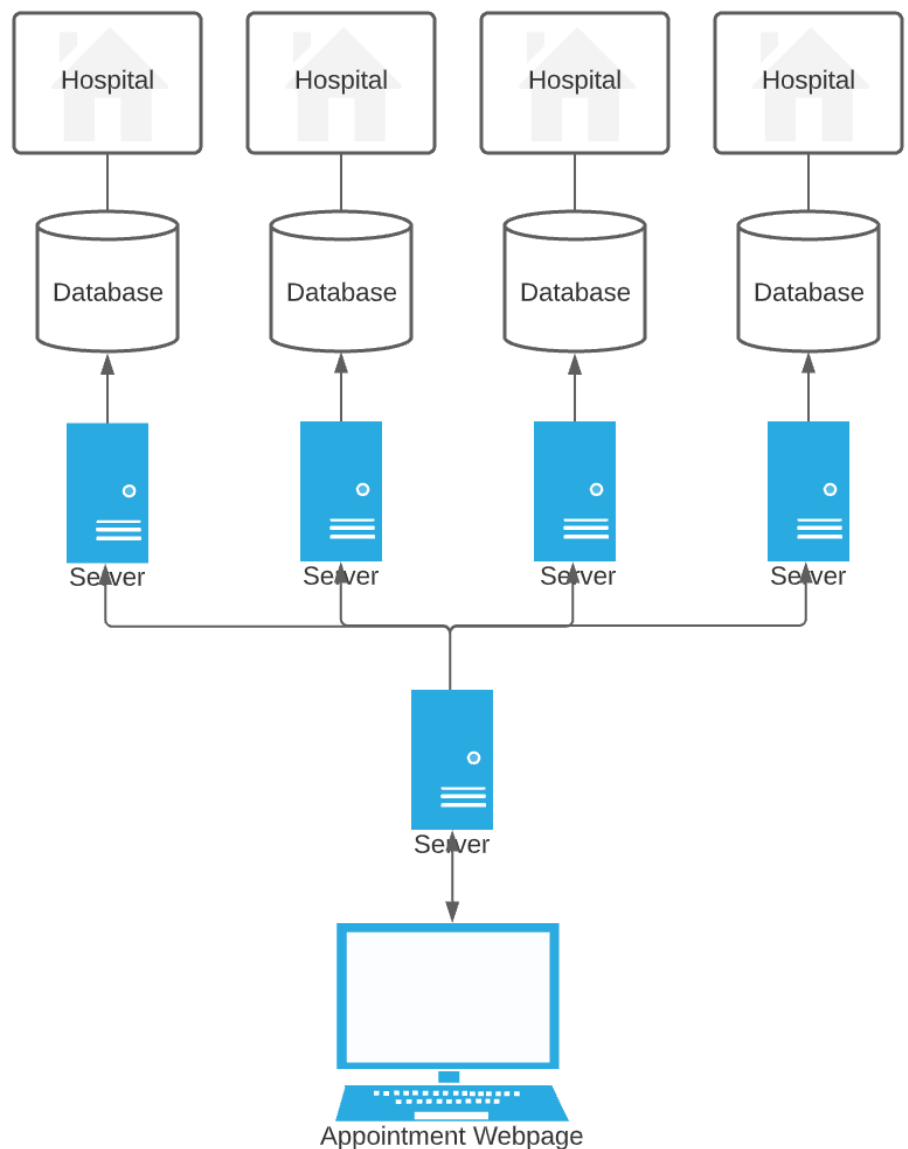 Hospital
Hospital
Hospital
Hospital
Database
Database
Database
Database
Server
Server
Server
Server
Server
Appointment Webpage